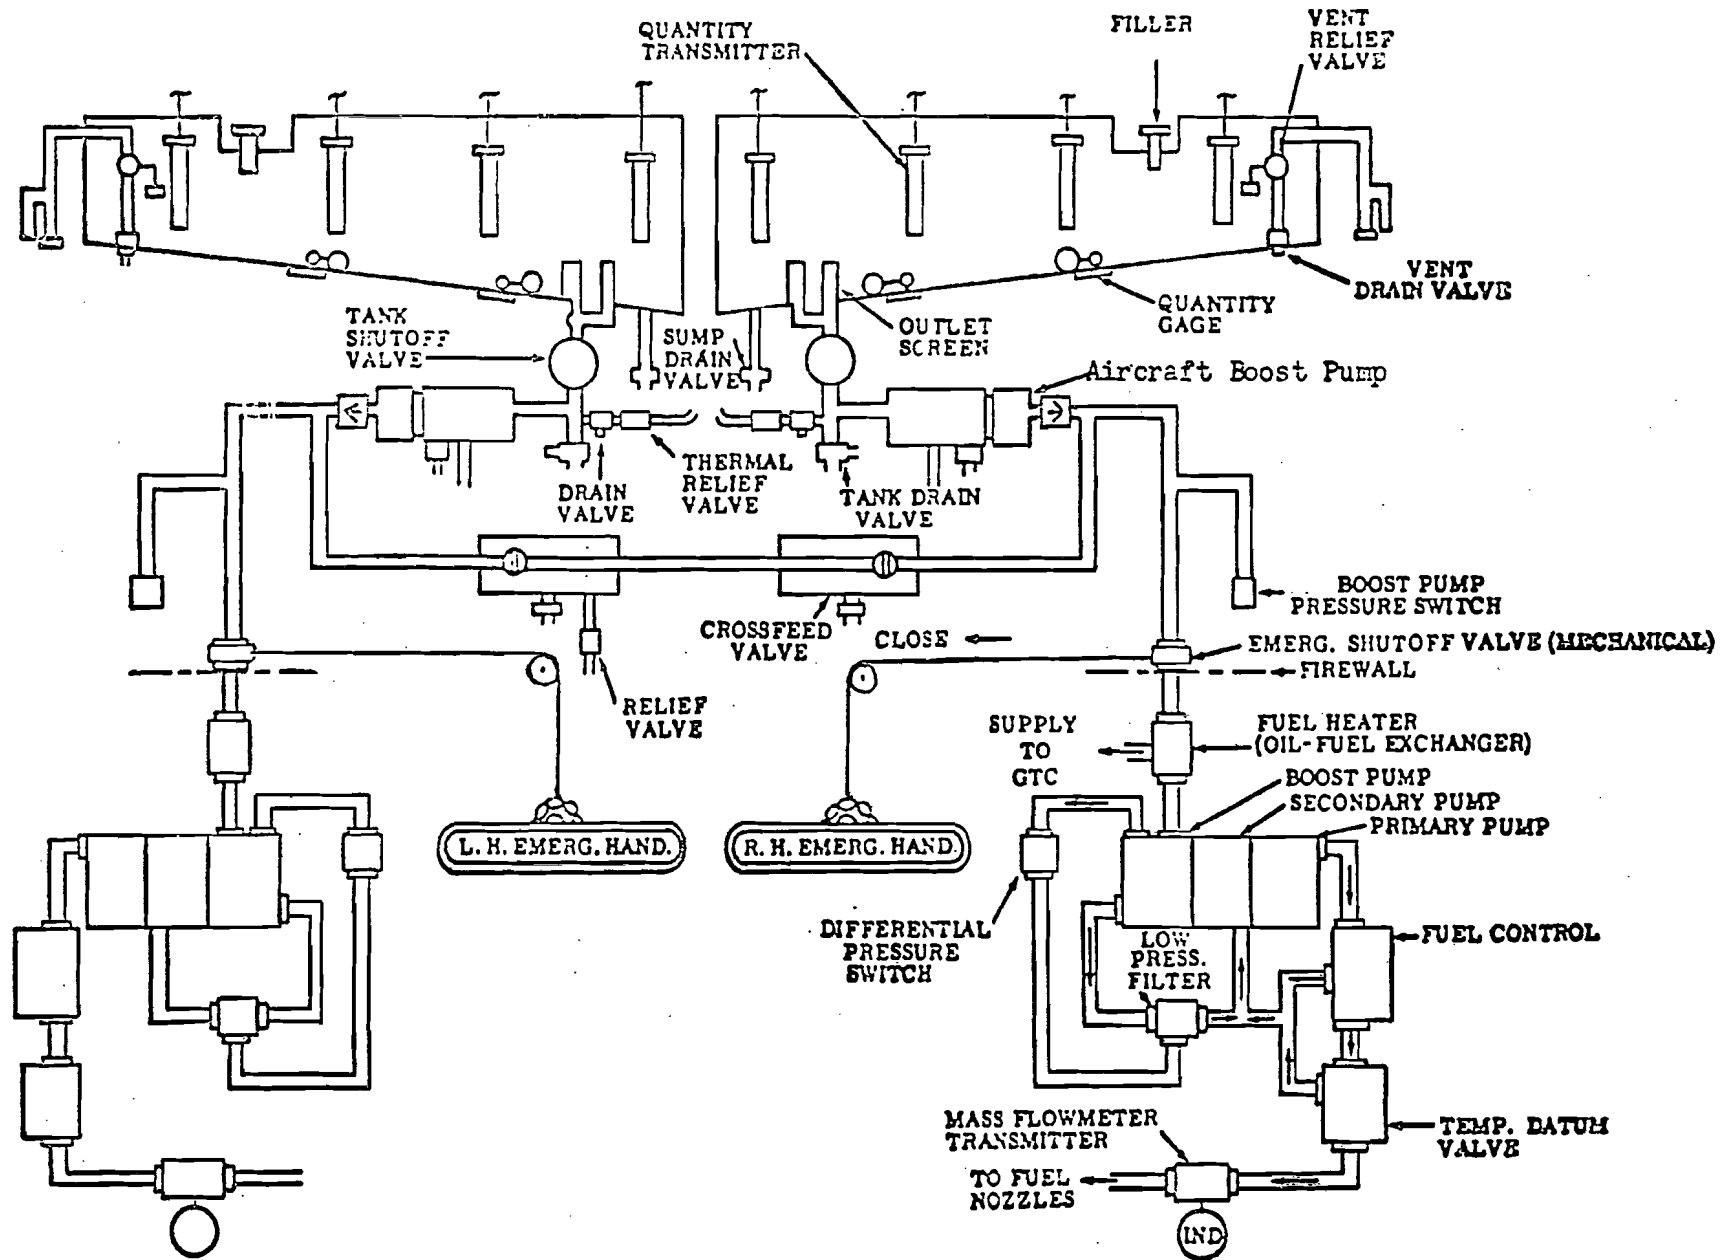 QUANTITY
TRANSMITTER
FILLER
VENT
RELIEF
VALVE
VENT
DRAIN VALVE
QUANTITY
GAGE
OUTLET
SCREEN
TANK
SHUTOFF
VALVE
SUMP
DRAIN
VALVE
Aircraft Boost Pump
THERMAL
RELIEF
VALVE
DRAIN
VALVE
TANK DRAIN
VALVE
BOOST PUMP
PRESSURE SWITCH
CROSSFEED
VALVE
CLOSE
EMERG. SHUTOFF VALVE (MECHANICAL)
FIREWALL
RELIEF
VALVE
SUPPLY
TO
GTC
FUEL HEATER
(OIL-FUEL EXCHANGER)
BOOST PUMP
SECONDARY PUMP
PRIMARY PUMP
L. H. EMERG. HAND.
R. H. EMERG. HAND.
DIFFERENTIAL
PRESSURE
SWITCH
LOW
PRESS.
FILTER
FUEL CONTROL
MASS FLOWMETER
TRANSMITTER
TEMP. DATUM
VALVE
TO FUEL
NOZZLES
IND